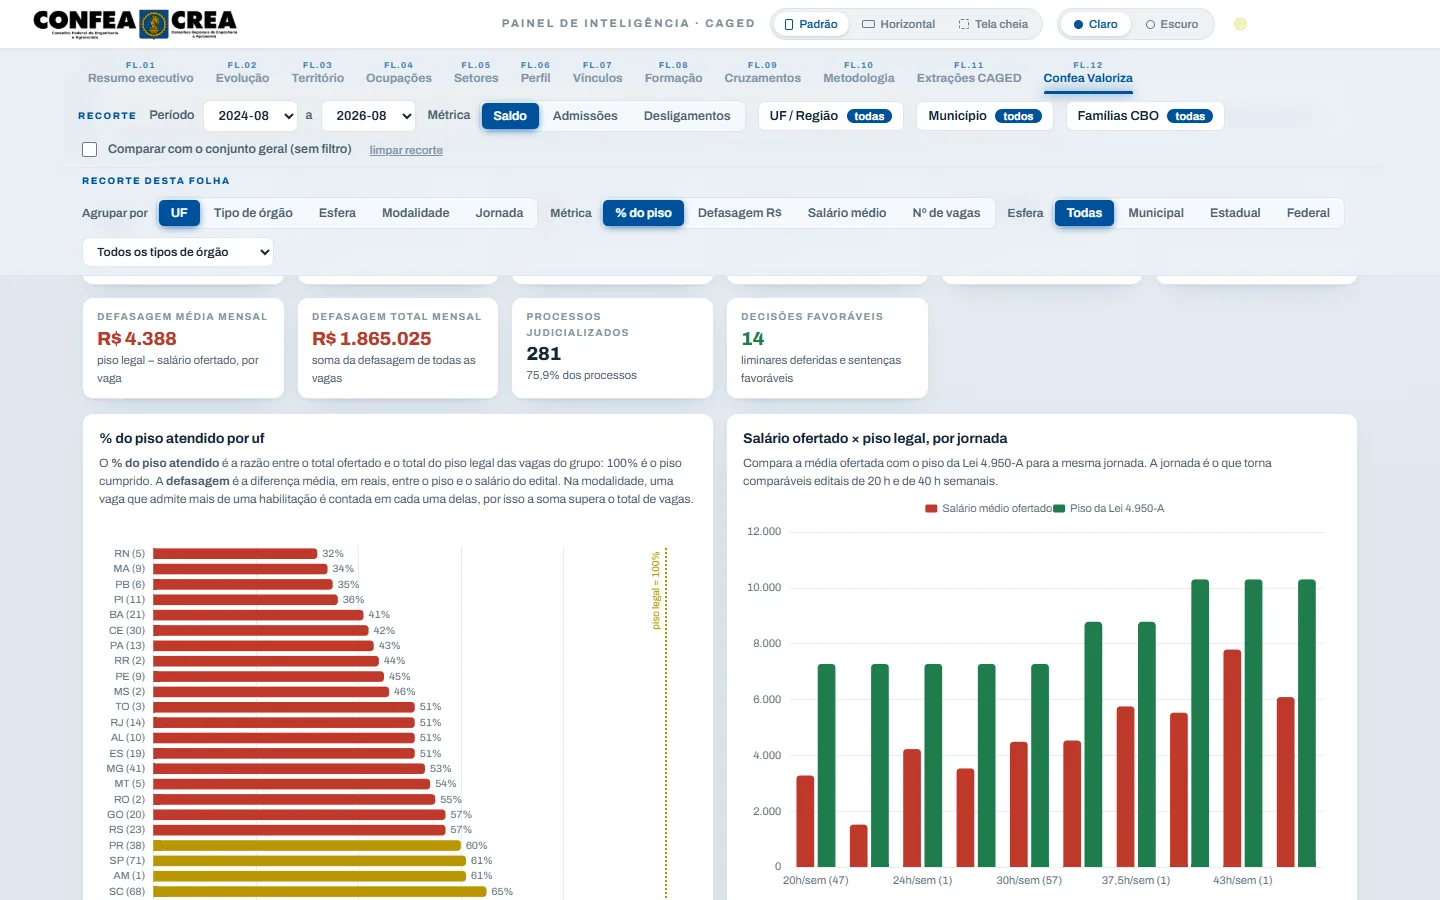 CONFEA CREA
Conselho Federal de Engenharia e Agronomia
Conselhos Regionais de Engenharia e Agronomia
PAINEL DE INTELIGÊNCIA · CAGED
Padrão Horizontal Tela cheia
Claro Escuro
FL.01 FL.02 FL.03 FL.04 FL.05 FL.06 FL.07 FL.08 FL.09 FL.10 FL.11 FL.12
Resumo executivo Evolução Território Ocupações Setores Perfil Vínculos Formação Cruzamentos Metodologia Extrações CAGED Confea Valoriza
RECORTE Período 2024-08 a 2026-08 Métrica Saldo Admissões Desligamentos UF / Região todas Município todos Famílias CBO todas
Comparar com o conjunto geral (sem filtro) limpar recorte
RECORTE DESTA FOLHA
Agrupar por UF Tipo de órgão Esfera Modalidade Jornada Métrica % do piso Defasagem R$ Salário médio Nº de vagas Esfera Todas Municipal Estadual Federal
Todos os tipos de órgão
DEFASAGEM MÉDIA MENSAL
R$ 4.388
piso legal – salário ofertado, por
vaga
DEFASAGEM TOTAL MENSAL
R$ 1.865.025
soma da defasagem de todas as
vagas
PROCESSOS
JUDICIALIZADOS
281
75,9% dos processos
DECISÕES FAVORÁVEIS
14
liminares deferidas e sentenças
favoráveis
% do piso atendido por uf
O % do piso atendido é a razão entre o total ofertado e o total do piso legal das vagas do grupo: 100% é o piso
cumprido. A defasagem é a diferença média, em reais, entre o piso e o salário do edital. Na modalidade, uma
vaga que admite mais de uma habilitação é contada em cada uma delas, por isso a soma supera o total de vagas.
RN (5) 32%
MA (9) 34%
PB (6) 35%
PI (11) 36%
BA (21) 41%
CE (30) 42%
PA (13) 43%
RR (2) 44%
PE (9) 45%
MS (2) 46%
TO (3) 51%
RJ (14) 51%
AL (10) 51%
ES (19) 51%
MG (41) 53%
MT (5) 54%
RO (2) 55%
GO (20) 57%
RS (23) 57%
PR (38) 60%
SP (71) 61%
AM (1) 61%
SC (68) 65%
piso legal = 100%
Salário ofertado × piso legal, por jornada
Compara a média ofertada com o piso da Lei 4.950-A para a mesma jornada. A jornada é o que torna
comparáveis editais de 20 h e de 40 h semanais.
Salário médio ofertado Piso da Lei 4.950-A
12.000
10.000
8.000
6.000
4.000
2.000
0
20h/sem (47) 24h/sem (1) 30h/sem (57) 37,5h/sem (1) 43h/sem (1)